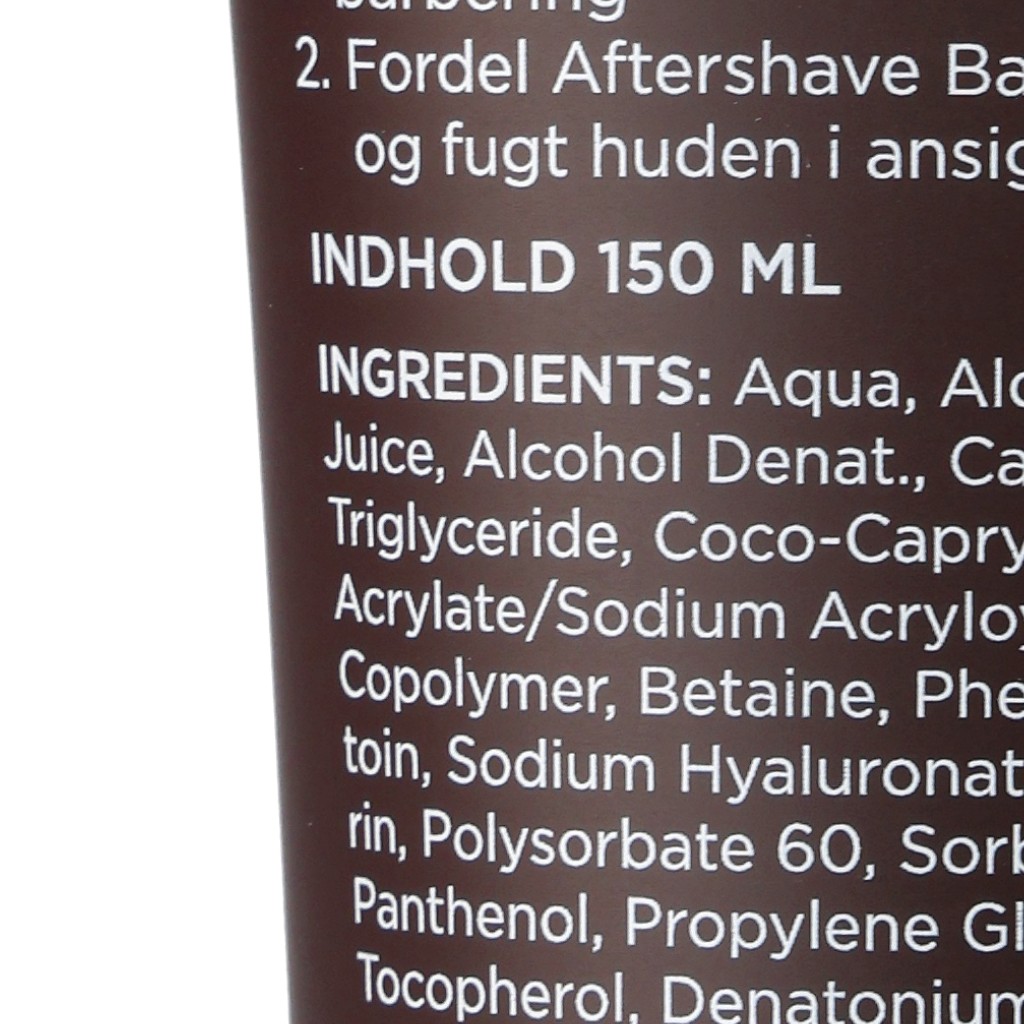 barbering
2. Fordel Aftershave Ba
og fugt huden i ansig
INDHOLD 150 ML
INGREDIENTS: Aqua, Alo
Juice, Alcohol Denat., Ca
Triglyceride, Coco-Capry
Acrylate/Sodium Acryloy
Copolymer, Betaine, Phe
toin, Sodium Hyaluronat
rin, Polysorbate 60, Sorb
Panthenol, Propylene Gl
Tocopherol, Denatonium